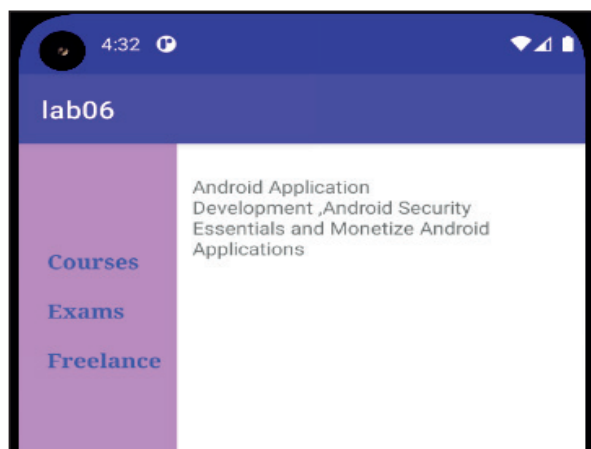 4:32
lab06
Android Application
Development ,Android Security
Essentials and Monetize Android
Applications
Courses
Exams
Freelance